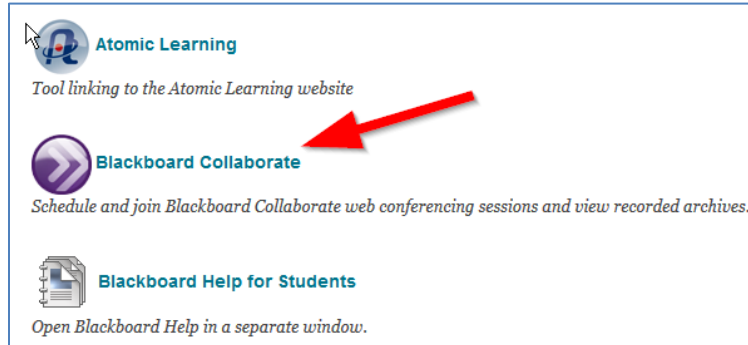 Atomic Learning
Tool linking to the Atomic Learning website
Blackboard Collaborate
Schedule and join Blackboard Collaborate web conferencing sessions and view recorded archives.
Blackboard Help for Students
Open Blackboard Help in a separate window.